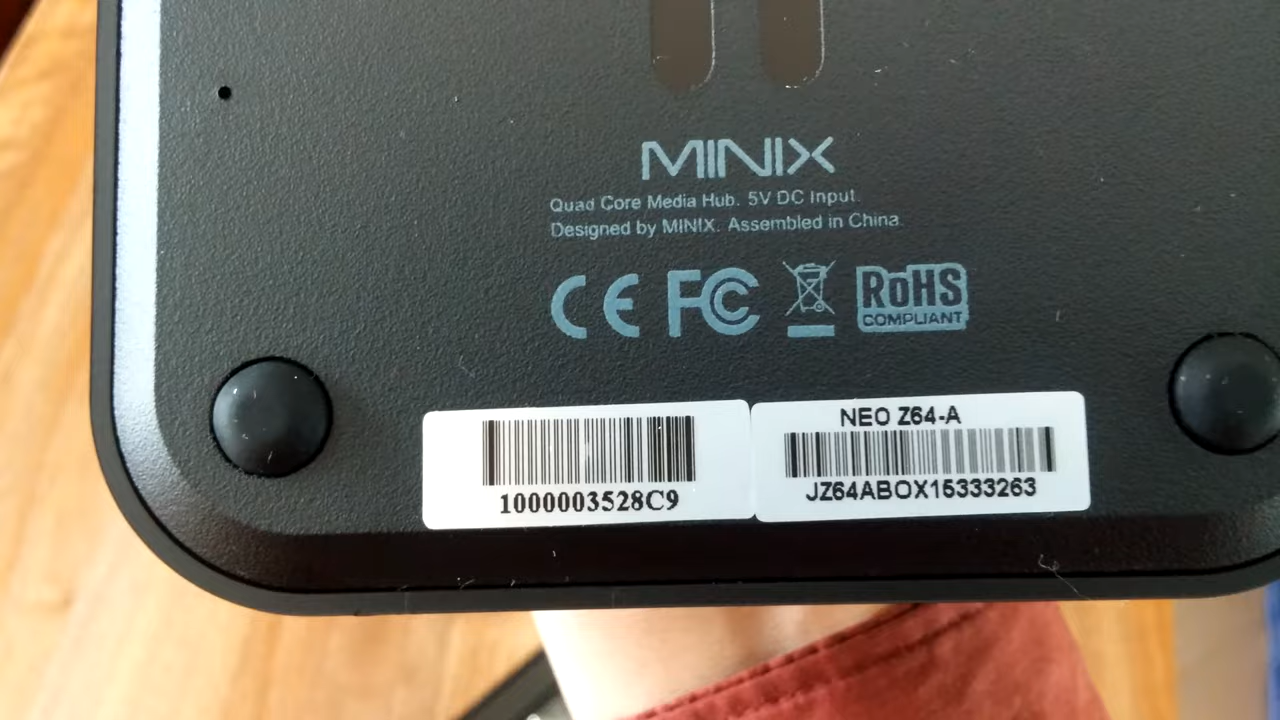 MINIX
Quad Core Media Hub. 5V DC Input.
Designed by MINIX. Assembled in China.
CE FC RoHS
COMPLIANT
1000003528C9
NEO Z64-A
JZ64ABOX15333263